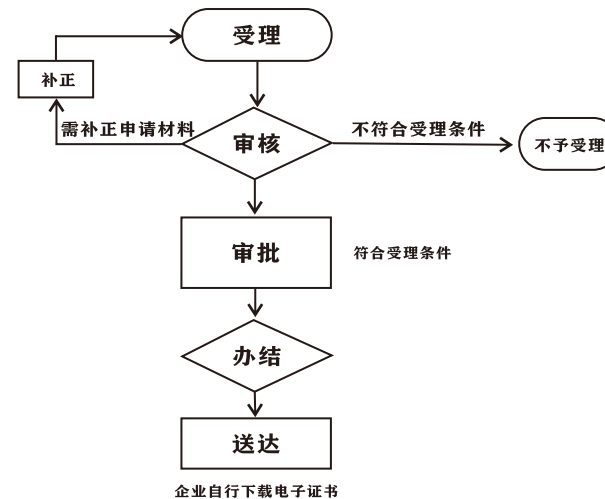 受理
补正
需补正申请材料
审核
不符合受理条件
不予受理
审批
符合受理条件
办结
送达
企业自行下载电子证书